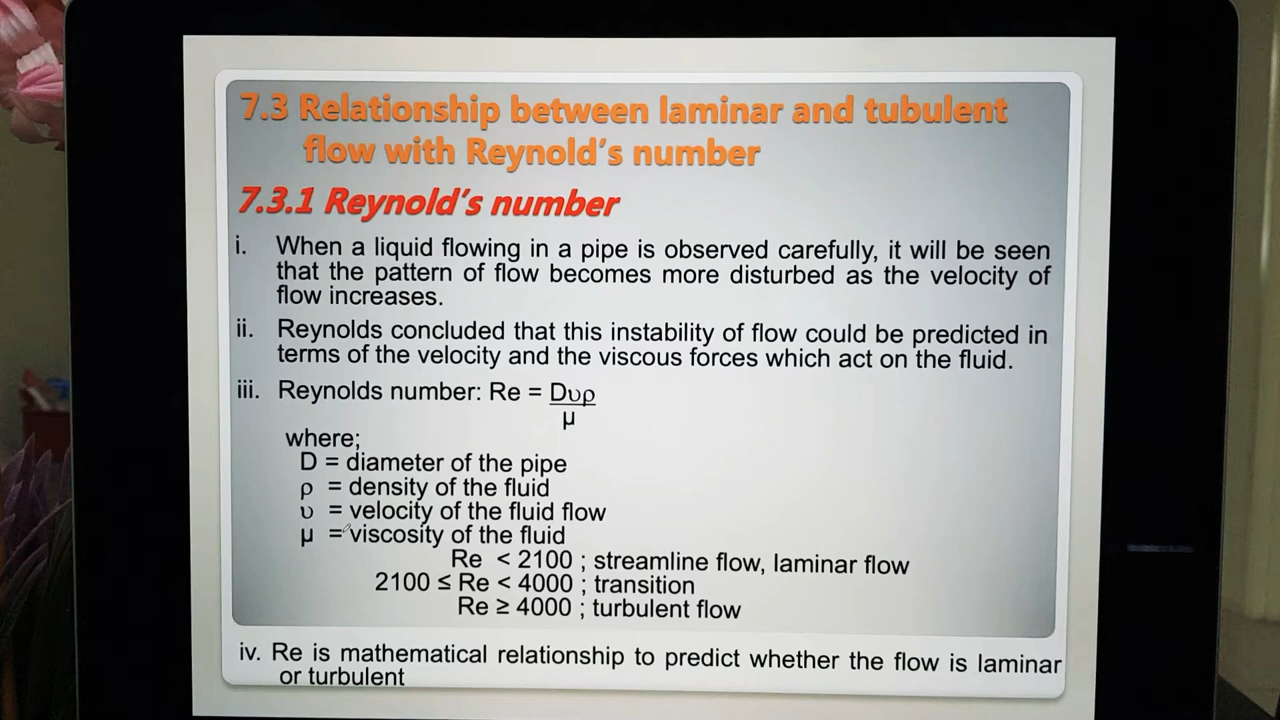 7.3 Relationship between laminar and tubulent
flow with Reynold's number
7.3.1 Reynold's number
i. When a liquid flowing in a pipe is observed carefully, it will be seen
that the pattern of flow becomes more disturbed as the velocity of
flow increases.
ii. Reynolds concluded that this instability of flow could be predicted in
terms of the velocity and the viscous forces which act on the fluid.
iii. Reynolds number: Re = Dυρ
μ
where;
D = diameter of the pipe
ρ = density of the fluid
υ = velocity of the fluid flow
μ = viscosity of the fluid
Re < 2100 ; streamline flow, laminar flow
2100 ≤ Re < 4000 ; transition
Re ≥ 4000 ; turbulent flow
iv. Re is mathematical relationship to predict whether the flow is laminar
or turbulent